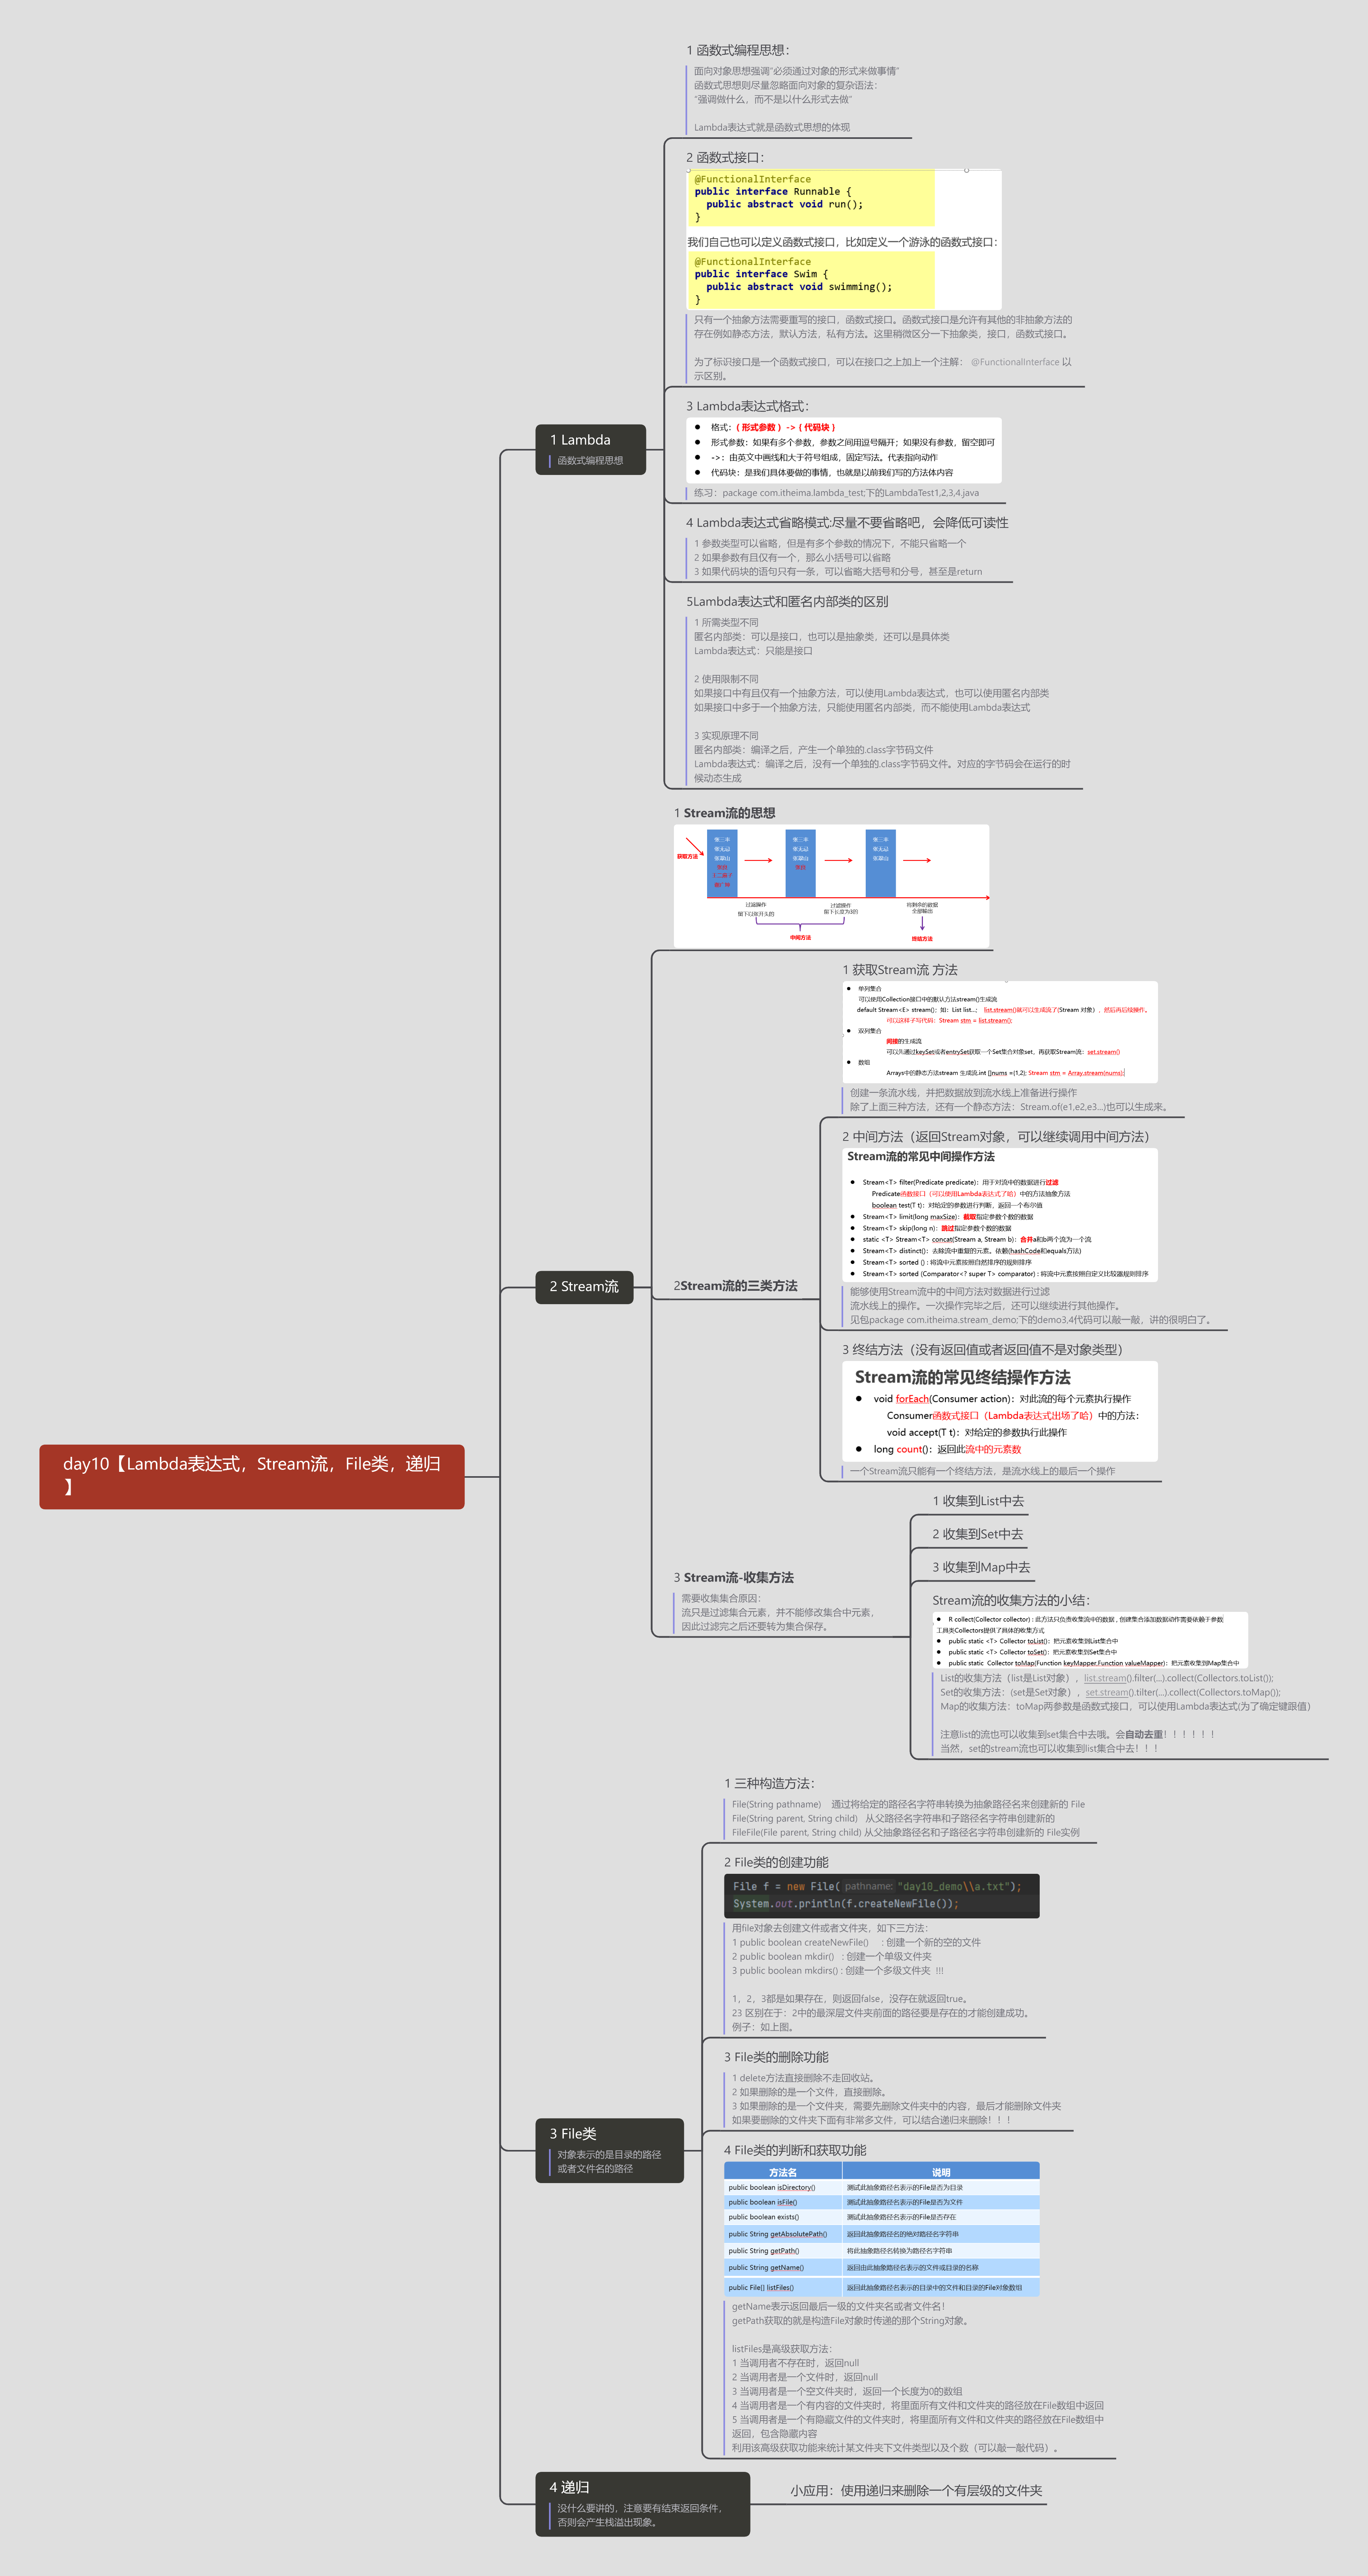 day10【Lambda表达式，Stream流，File类，递归
】
1 Lambda
函数式编程思想
1 函数式编程思想：
面向对象思想强调“必须通过对象的形式来做事情”
函数式思想则尽量忽略面向对象的复杂语法：
“强调做什么，而不是以什么形式去做”
Lambda表达式就是函数式思想的体现
2 函数式接口：
@FunctionalInterface
public interface Runnable {
public abstract void run();
}
我们自己也可以定义函数式接口，比如定义一个游泳的函数式接口：
@FunctionalInterface
public interface Swim {
public abstract void swimming();
}
只有一个抽象方法需要重写的接口，函数式接口。函数式接口是允许有其他的非抽象方法的
存在例如静态方法，默认方法，私有方法。这里稍微区分一下抽象类，接口，函数式接口。
为了标识接口是一个函数式接口，可以在接口之上加上一个注解： @FunctionalInterface 以
示区别。
3 Lambda表达式格式：
● 格式：( 形式参数 ) -> { 代码块 }
● 形式参数：如果有多个参数，参数之间用逗号隔开；如果没有参数，留空即可
● ->：由英文中画线和大于符号组成，固定写法。代表指向动作
● 代码块：是我们具体要做的事情，也就是以前我们写的方法体内容
练习：package com.itheima.lambda_test;下的LambdaTest1,2,3,4.java
4 Lambda表达式省略模式:尽量不要省略吧，会降低可读性
1 参数类型可以省略，但是有多个参数的情况下，不能只省略一个
2 如果参数有且仅有一个，那么小括号可以省略
3 如果代码块的语句只有一条，可以省略大括号和分号，甚至是return
5Lambda表达式和匿名内部类的区别
1 所需类型不同
匿名内部类：可以是接口，也可以是抽象类，还可以是具体类
Lambda表达式：只能是接口
2 使用限制不同
如果接口中有且仅有一个抽象方法，可以使用Lambda表达式，也可以使用匿名内部类
如果接口中多于一个抽象方法，只能使用匿名内部类，而不能使用Lambda表达式
3 实现原理不同
匿名内部类：编译之后，产生一个单独的.class字节码文件
Lambda表达式：编译之后，没有一个单独的.class字节码文件。对应的字节码会在运行的时
候动态生成
2 Stream流
1 Stream流的思想
获取方法
张三丰
张无忌
张翠山
张三丰
张无忌
张翠山
张三丰
张无忌
张翠山
过滤操作
留下以张开头的
过滤操作
留下长度为3的
将剩余的数据
全部输出
中间方法
终结方法
2Stream流的三类方法
1 获取Stream流 方法
● 单列集合
可以使用Collection接口中的默认方法stream()生成流
default Stream<E> stream()；如：List list...； list.stream()就可以生成流了(Stream 对象），然后再后续操作。
可以这样子写代码：Stream stm = list.stream();
● 双列集合
间接的生成流
可以先通过keySet或者entrySet获取一个Set集合对象set，再获取Stream流：set.stream()
● 数组
Arrays中的静态方法stream 生成流.int []nums ={1,2}; Stream stm = Array.stream(nums);
创建一条流水线，并把数据放到流水线上准备进行操作
除了上面三种方法，还有一个静态方法：Stream.of(e1,e2,e3...)也可以生成来。
2 中间方法（返回Stream对象，可以继续调用中间方法）
Stream流的常见中间操作方法
● Stream<T> filter(Predicate predicate)：用于对流中的数据进行过滤
Predicate函数接口（可以使用Lambda表达式了哈）中的方法抽象方法
boolean test(T t)：对给定的参数进行判断，返回一个布尔值
● Stream<T> limit(long maxSize)：截取指定参数个数的数据
● Stream<T> skip(long n)：跳过指定参数个数的数据
● static <T> Stream<T> concat(Stream a, Stream b)：合并a和b两个流为一个流
● Stream<T> distinct()：去除流中重复的元素。依赖(hashCode和equals方法)
● Stream<T> sorted () : 将流中元素按照自然排序的规则排序
● Stream<T> sorted (Comparator<? super T> comparator) : 将流中元素按照自定义比较器规则排序
能够使用Stream流中的中间方法对数据进行过滤
流水线上的操作。一次操作完毕之后，还可以继续进行其他操作。
见包package com.itheima.stream_demo;下的demo3,4代码可以敲一敲，讲的很明白了。
3 终结方法（没有返回值或者返回值不是对象类型）
Stream流的常见终结操作方法
● void forEach(Consumer action)：对此流的每个元素执行操作
Consumer函数式接口（Lambda表达式出场了哈）中的方法：
void accept(T t)：对给定的参数执行此操作
● long count()：返回此流中的元素数
一个Stream流只能有一个终结方法，是流水线上的最后一个操作
3 Stream流-收集方法
需要收集集合原因：
流只是过滤集合元素，并不能修改集合中元素，
因此过滤完之后还要转为集合保存。
1 收集到List中去
2 收集到Set中去
3 收集到Map中去
Stream流的收集方法的小结：
● R collect(Collector collector) : 此方法只负责收集流中的数据 , 创建集合添加数据动作需要依赖于参数
工具类Collectors提供了具体的收集方式
● public static <T> Collector toList()：把元素收集到List集合中
● public static <T> Collector toSet()：把元素收集到Set集合中
● public static Collector toMap(Function keyMapper,Function valueMapper)：把元素收集到Map集合中
List的收集方法（list是List对象），list.stream().filter(...).collect(Collectors.toList());
Set的收集方法：(set是Set对象），set.stream().tilter(...).collect(Collectors.toMap());
Map的收集方法：toMap两参数是函数式接口，可以使用Lambda表达式(为了确定键跟值)
注意list的流也可以收集到set集合中去哦。会自动去重！！！！！！
当然，set的stream流也可以收集到list集合中去！！！
3 File类
对象表示的是目录的路径
或者文件名的路径
1 三种构造方法：
File(String pathname) 通过将给定的路径名字符串转换为抽象路径名来创建新的 File
File(String parent, String child) 从父路径名字符串和子路径名字符串创建新的
FileFile(File parent, String child) 从父抽象路径名和子路径名字符串创建新的 File实例
2 File类的创建功能
File f = new File( pathname: "day10_demo\\a.txt");
System.out.println(f.createNewFile());
用file对象去创建文件或者文件夹，如下三方法：
1 public boolean createNewFile() : 创建一个新的空的文件
2 public boolean mkdir() : 创建一个单级文件夹
3 public boolean mkdirs() : 创建一个多级文件夹 !!!
1，2，3都是如果存在，则返回false，没存在就返回true。
23 区别在于：2中的最深层文件夹前面的路径要是存在的才能创建成功。
例子：如上图。
3 File类的删除功能
1 delete方法直接删除不走回收站。
2 如果删除的是一个文件，直接删除。
3 如果删除的是一个文件夹，需要先删除文件夹中的内容，最后才能删除文件夹
如果要删除的文件夹下面有非常多文件，可以结合递归来删除！！！
4 File类的判断和获取功能
方法名 说明
public boolean isDirectory() 测试此抽象路径名表示的File是否为目录
public boolean isFile() 测试此抽象路径名表示的File是否为文件
public boolean exists() 测试此抽象路径名表示的File是否存在
public String getAbsolutePath() 返回此抽象路径名的绝对路径名字符串
public String getPath() 将此抽象路径名转换为路径名字符串
public String getName() 返回由此抽象路径名表示的文件或目录的名称
public File[] listFiles() 返回此抽象路径名表示的目录中的文件和目录的File对象数组
getName表示返回最后一级的文件夹名或者文件名！
getPath获取的就是构造File对象时传递的那个String对象。
listFiles是高级获取方法：
1 当调用者不存在时，返回null
2 当调用者是一个文件时，返回null
3 当调用者是一个空文件夹时，返回一个长度为0的数组
4 当调用者是一个有内容的文件夹时，将里面所有文件和文件夹的路径放在File数组中返回
5 当调用者是一个有隐藏文件的文件夹时，将里面所有文件和文件夹的路径放在File数组中
返回，包含隐藏内容
利用该高级获取功能来统计某文件夹下文件类型以及个数（可以敲一敲代码）。
4 递归
没什么要讲的，注意要有结束返回条件，
否则会产生栈溢出现象。
小应用：使用递归来删除一个有层级的文件夹